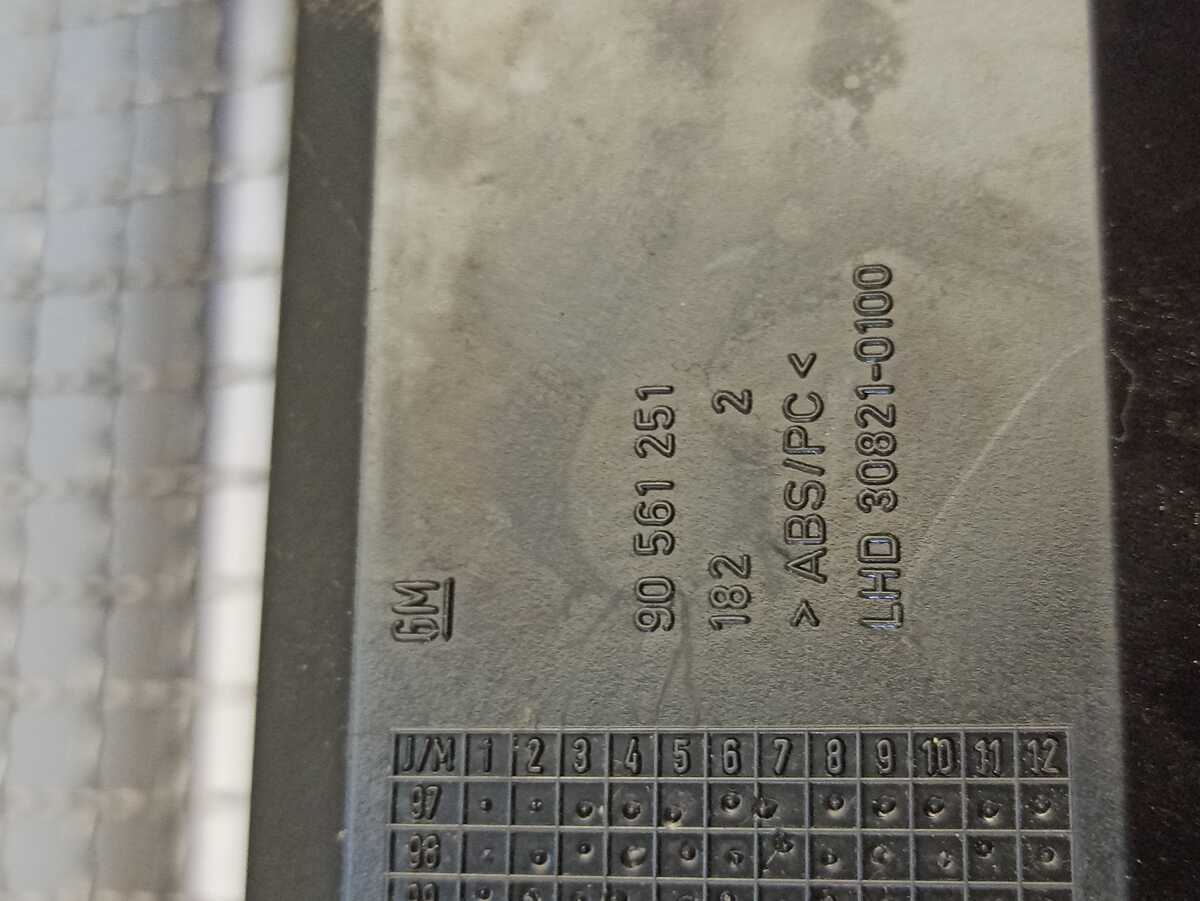 GM
90 561 251
182 2
>ABS/PC<
LHD 30821-0100
J/M 1 2 3 4 5 6 7 8 9 10 11 12
97
98